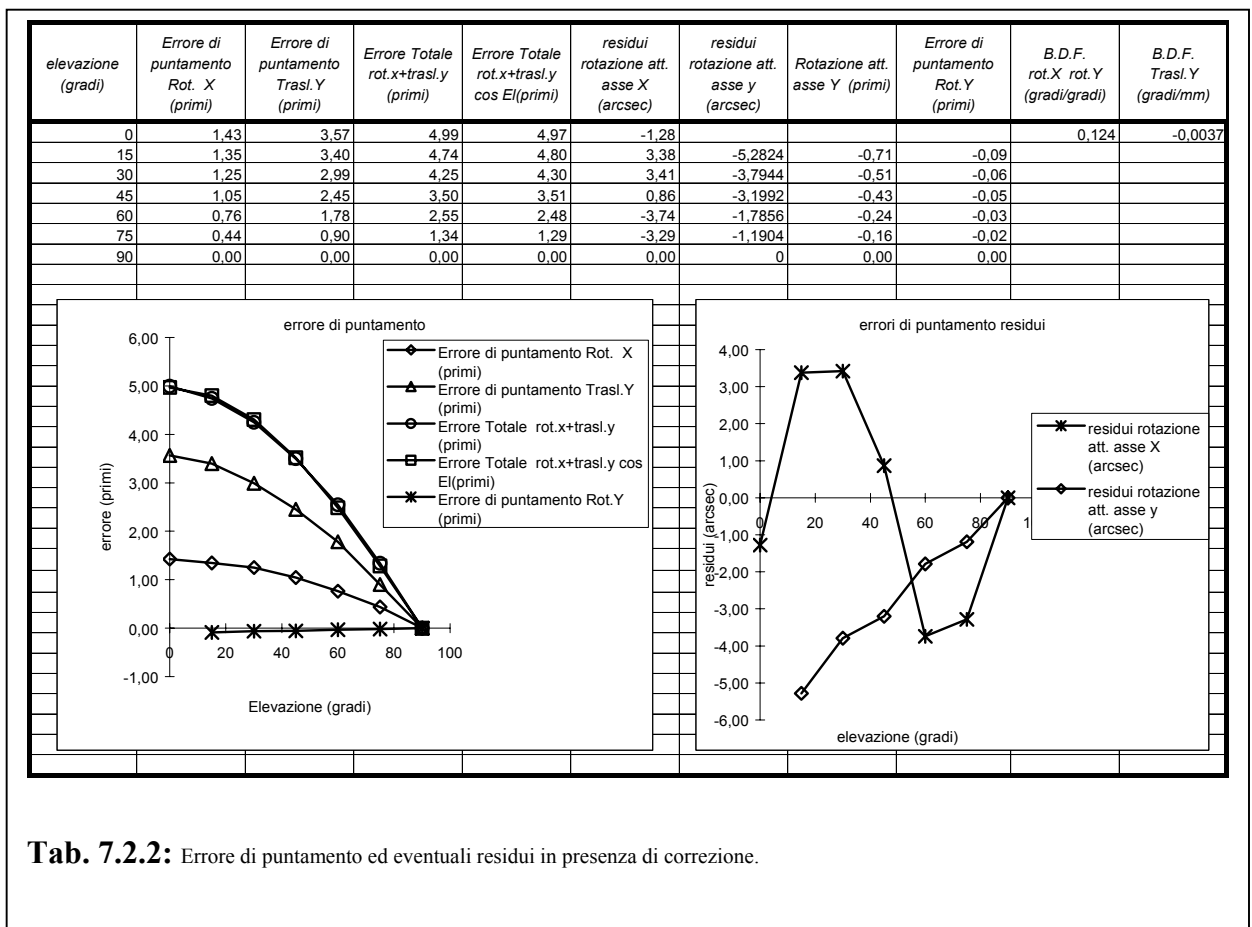 elevazione (gradi)
Errore di puntamento Rot. X (primi)
Errore di puntamento Trasl.Y (primi)
Errore Totale rot.x+trasl.y (primi)
Errore Totale rot.x+trasl.y cos El(primi)
residui rotazione att. asse X (arcsec)
residui rotazione att. asse y (arcsec)
Rotazione att. asse Y (primi)
Errore di puntamento Rot.Y (primi)
B.D.F. rot.X rot.Y (gradi/gradi)
B.D.F. Trasl.Y (gradi/mm)
0 1,43 3,57 4,99 4,97 -1,28 0,124 -0,0037
15 1,35 3,40 4,74 4,80 3,38 -5,2824 -0,71 -0,09
30 1,25 2,99 4,25 4,30 3,41 -3,7944 -0,51 -0,06
45 1,05 2,45 3,50 3,51 0,86 -3,1992 -0,43 -0,05
60 0,76 1,78 2,55 2,48 -3,74 -1,7856 -0,24 -0,03
75 0,44 0,90 1,34 1,29 -3,29 -1,1904 -0,16 -0,02
90 0,00 0,00 0,00 0,00 0,00 0 0,00 0,00
errore di puntamento
6,00
5,00
4,00
3,00
2,00
1,00
0,00
-1,00
errore (primi)
0 20 40 60 80 100
Elevazione (gradi)
Errore di puntamento Rot. X
(primi)
Errore di puntamento Trasl.Y
(primi)
Errore Totale rot.x+trasl.y
(primi)
Errore Totale rot.x+trasl.y cos
El(primi)
Errore di puntamento Rot.Y
(primi)
errori di puntamento residui
4,00
3,00
2,00
1,00
0,00
-1,00
-2,00
-3,00
-4,00
-5,00
-6,00
residui (arcsec)
0 20 40 60 80 1
elevazione (gradi)
residui rotazione
att. asse X
(arcsec)
residui rotazione
att. asse y
(arcsec)
Tab. 7.2.2: Errore di puntamento ed eventuali residui in presenza di correzione.